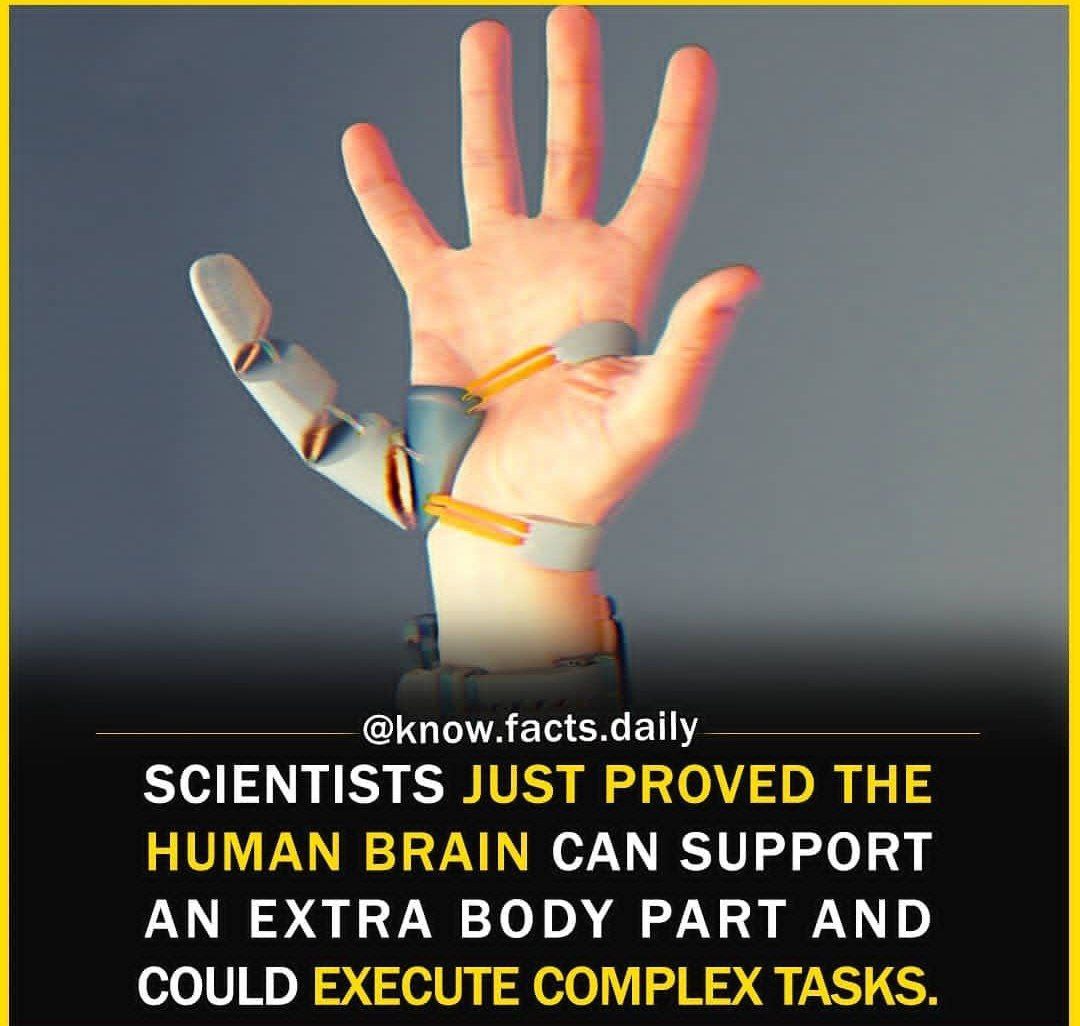 @know.facts.daily
SCIENTISTS JUST PROVED THE
HUMAN BRAIN CAN SUPPORT
AN EXTRA BODY PART AND
COULD EXECUTE COMPLEX TASKS.